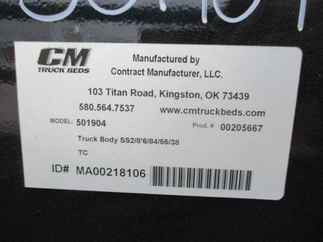 CM
TRUCK BEDS
Manufactured by
Contract Manufacturer, LLC.
103 Titan Road, Kingston, OK 73439
580.564.7537 www.cmtruckbeds.com
MODEL: 501904 Prod. # 00205667
Truck Body SS2/8'6/84/56/38
TC
ID# MA00218106